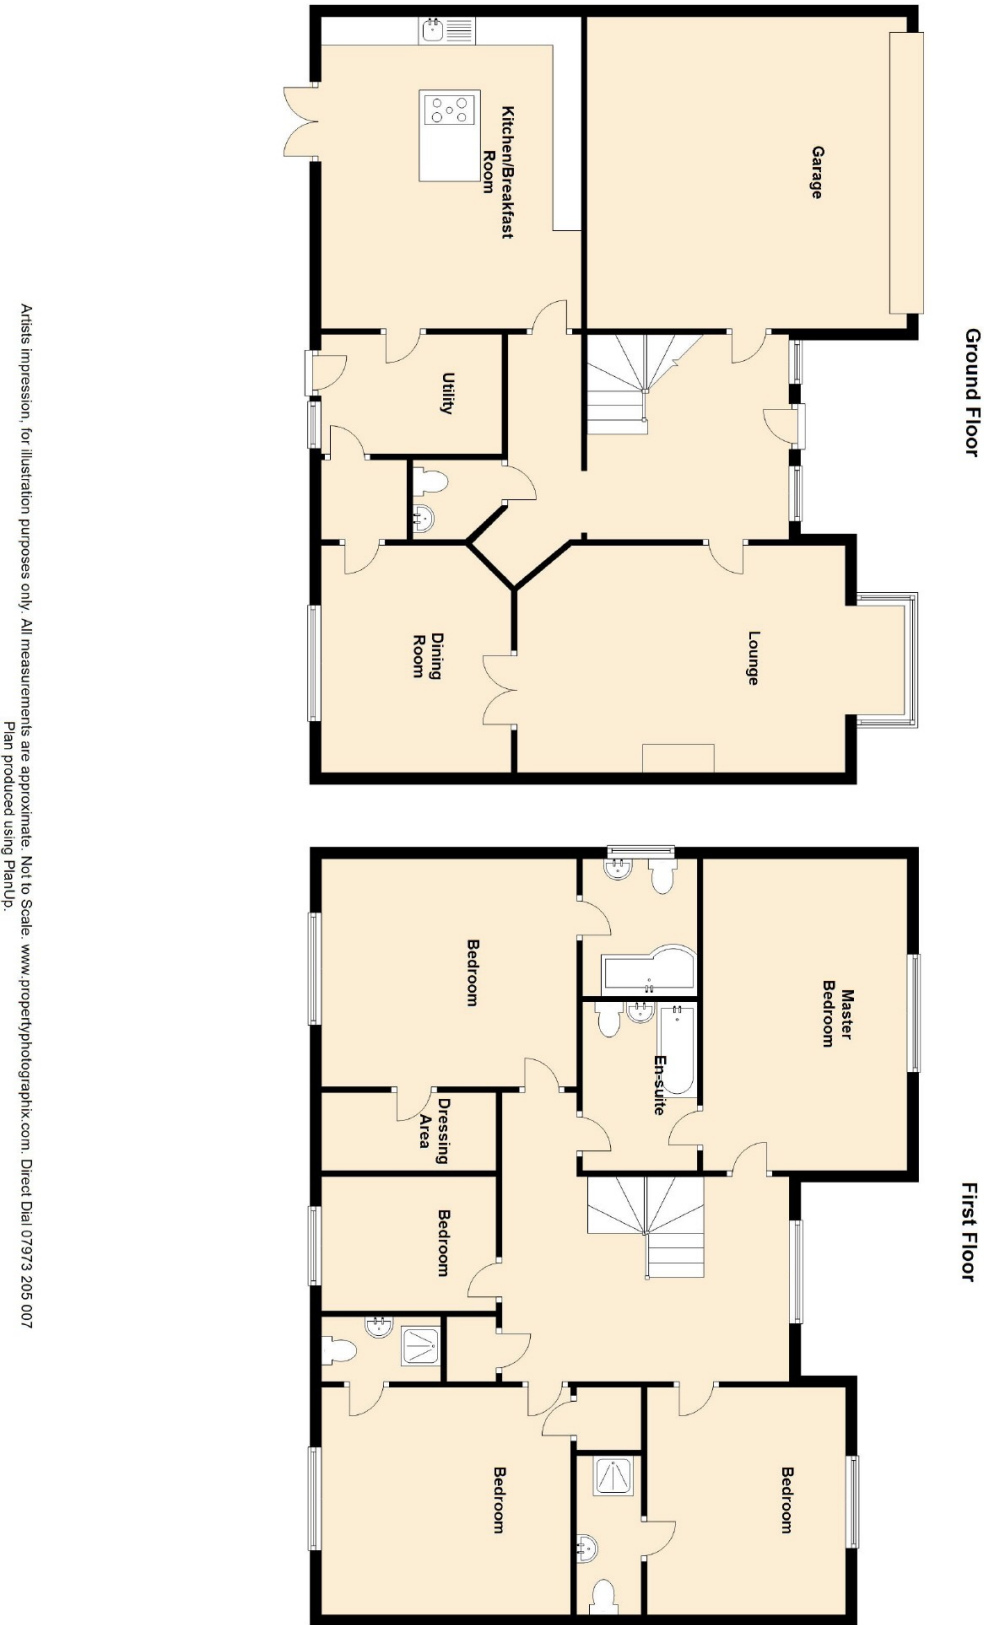 Ground Floor
Garage
Kitchen/Breakfast
Room
Utility
Lounge
Dining
Room
First Floor
Master
Bedroom
En-suite
Bedroom
Dressing
Area
Bedroom
Bedroom
Bedroom
Artists impression, for illustration purposes only. All measurements are approximate. Not to Scale. www.propertyphotographix.com. Direct Dial 07973 205 007
Plan produced using PlanUp.